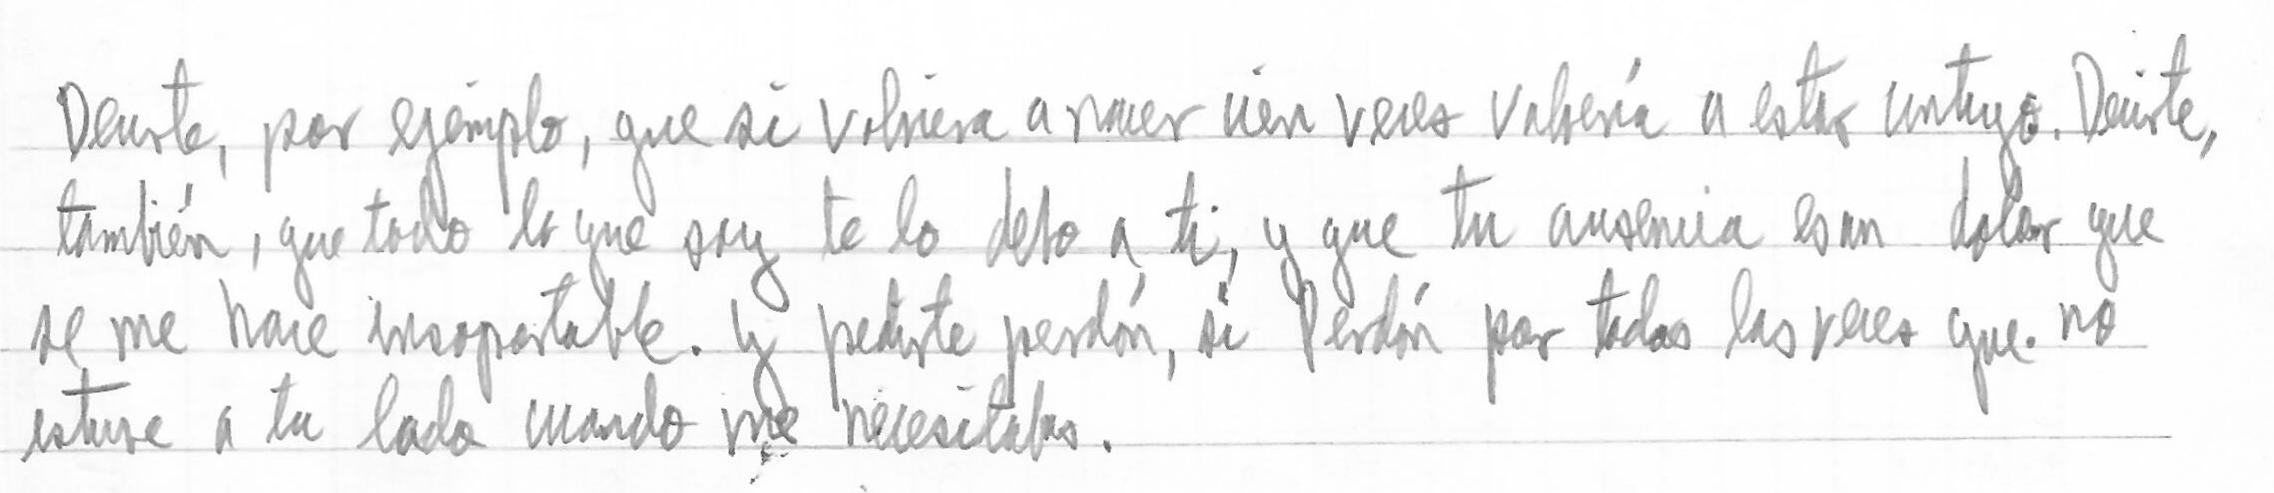 Decirte, por ejemplo, que si volviera a nacer cien veces volvería a estar contigo. Decirte,
también, que todo lo que soy te lo debo a ti, y que tu ausencia es un dolor que
se me hace insoportable. Y pedirte perdón, si Perdón por todas las veces que. no
estuve a tu lado cuando me necesitabas.